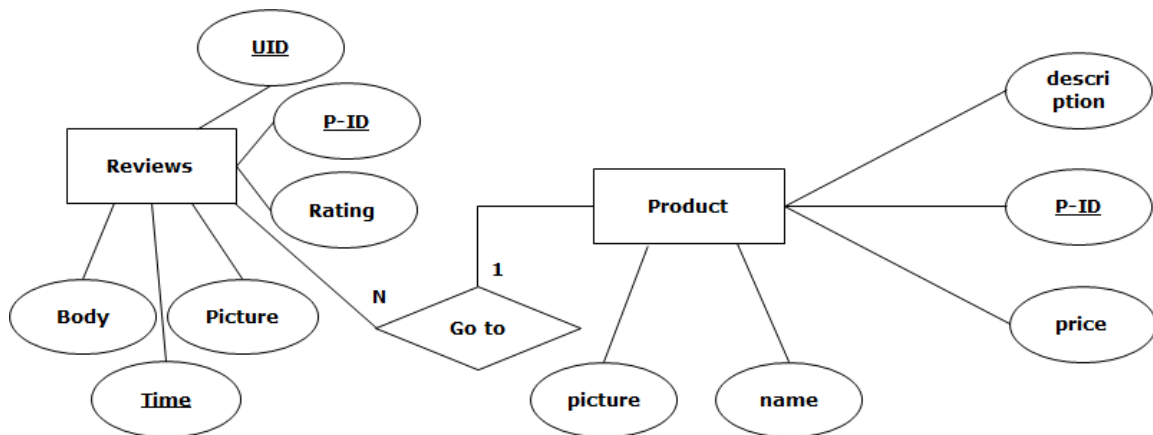 UID
P-ID
Reviews
Rating
Body
Picture
Time
N
1
Go to
Product
descri
ption
P-ID
price
picture
name